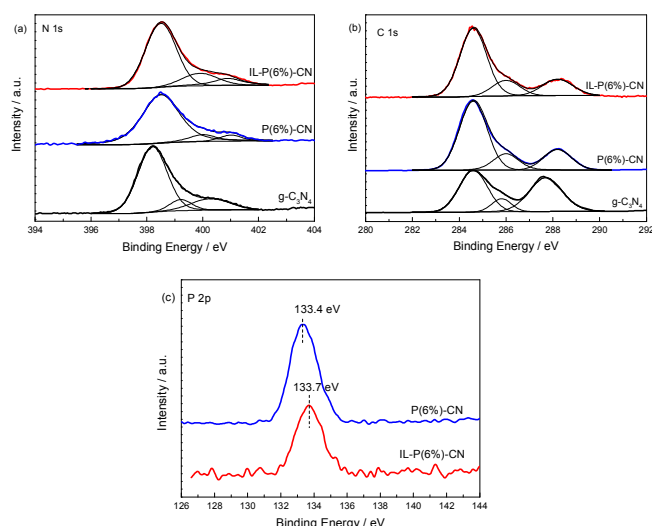 (a) N 1s
IL-P(6%)-CN
P(6%)-CN
g-C₃N₄
Intensity / a.u.
394 396 398 400 402 404
Binding Energy / eV
(b) C 1s
IL-P(6%)-CN
P(6%)-CN
g-C₃N₄
Intensity / a.u.
280 282 284 286 288 290 292
Binding Energy / eV
(c) P 2p
133.4 eV
133.7 eV
P(6%)-CN
IL-P(6%)-CN
Intensity / a.u.
126 128 130 132 134 136 138 140 142 144
Binding Energy / eV